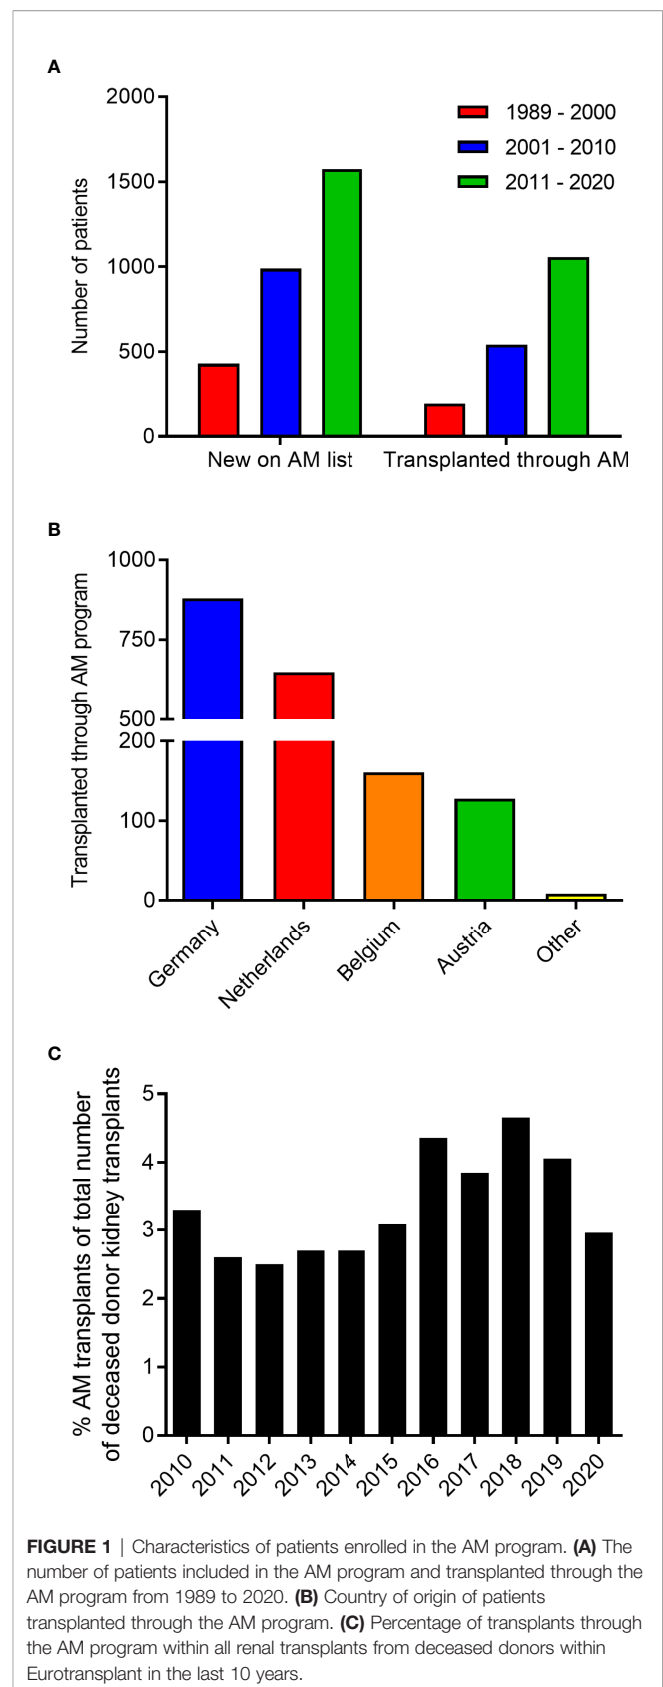 A
2000
1500
1000
500
0
Number of patients
1989 - 2000
2001 - 2010
2011 - 2020
New on AM list
Transplanted through AM
B
1000
750
500
200
100
0
Transplanted through AM program
Germany
Netherlands
Belgium
Austria
Other
C
5
4
3
2
1
0
% AM transplants of total number
of deceased donor kidney transplants
2010
2011
2012
2013
2014
2015
2016
2017
2018
2019
2020
FIGURE 1 | Characteristics of patients enrolled in the AM program. (A) The
number of patients included in the AM program and transplanted through the
AM program from 1989 to 2020. (B) Country of origin of patients
transplanted through the AM program. (C) Percentage of transplants through
the AM program within all renal transplants from deceased donors within
Eurotransplant in the last 10 years.